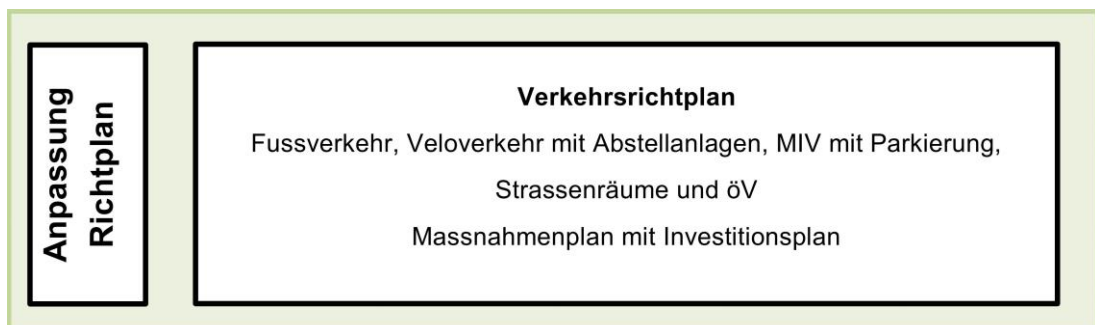 Anpassung
Richtplan
Verkehrsrichtplan
Fussverkehr, Veloverkehr mit Abstellanlagen, MIV mit Parkierung,
Strassenräume und öV
Massnahmenplan mit Investitionsplan